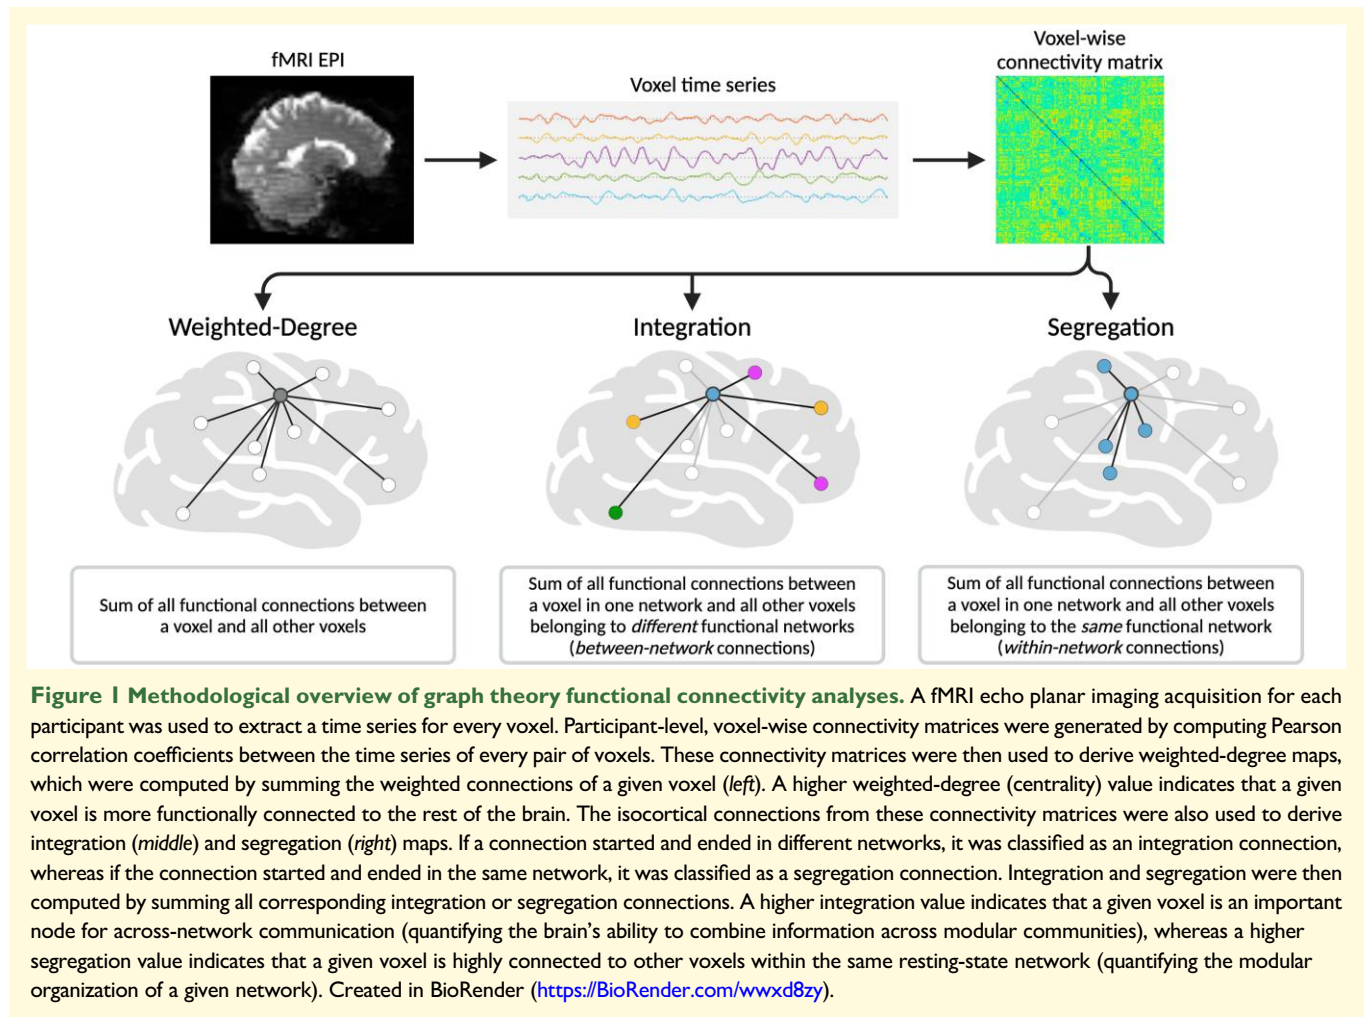 fMRI EPI
Voxel time series
Voxel-wise
connectivity matrix
Weighted-Degree
Integration
Segregation
Sum of all functional connections between
a voxel and all other voxels
Sum of all functional connections between
a voxel in one network and all other voxels
belonging to different functional networks
(between-network connections)
Sum of all functional connections between
a voxel in one network and all other voxels
belonging to the same functional network
(within-network connections)
Figure 1 Methodological overview of graph theory functional connectivity analyses. A fMRI echo planar imaging acquisition for each
participant was used to extract a time series for every voxel. Participant-level, voxel-wise connectivity matrices were generated by computing Pearson
correlation coefficients between the time series of every pair of voxels. These connectivity matrices were then used to derive weighted-degree maps,
which were computed by summing the weighted connections of a given voxel (left). A higher weighted-degree (centrality) value indicates that a given
voxel is more functionally connected to the rest of the brain. The isocortical connections from these connectivity matrices were also used to derive
integration (middle) and segregation (right) maps. If a connection started and ended in different networks, it was classified as an integration connection,
whereas if the connection started and ended in the same network, it was classified as a segregation connection. Integration and segregation were then
computed by summing all corresponding integration or segregation connections. A higher integration value indicates that a given voxel is an important
node for across-network communication (quantifying the brain's ability to combine information across modular communities), whereas a higher
segregation value indicates that a given voxel is highly connected to other voxels within the same resting-state network (quantifying the modular
organization of a given network). Created in BioRender (https://BioRender.com/wwxd8zy).